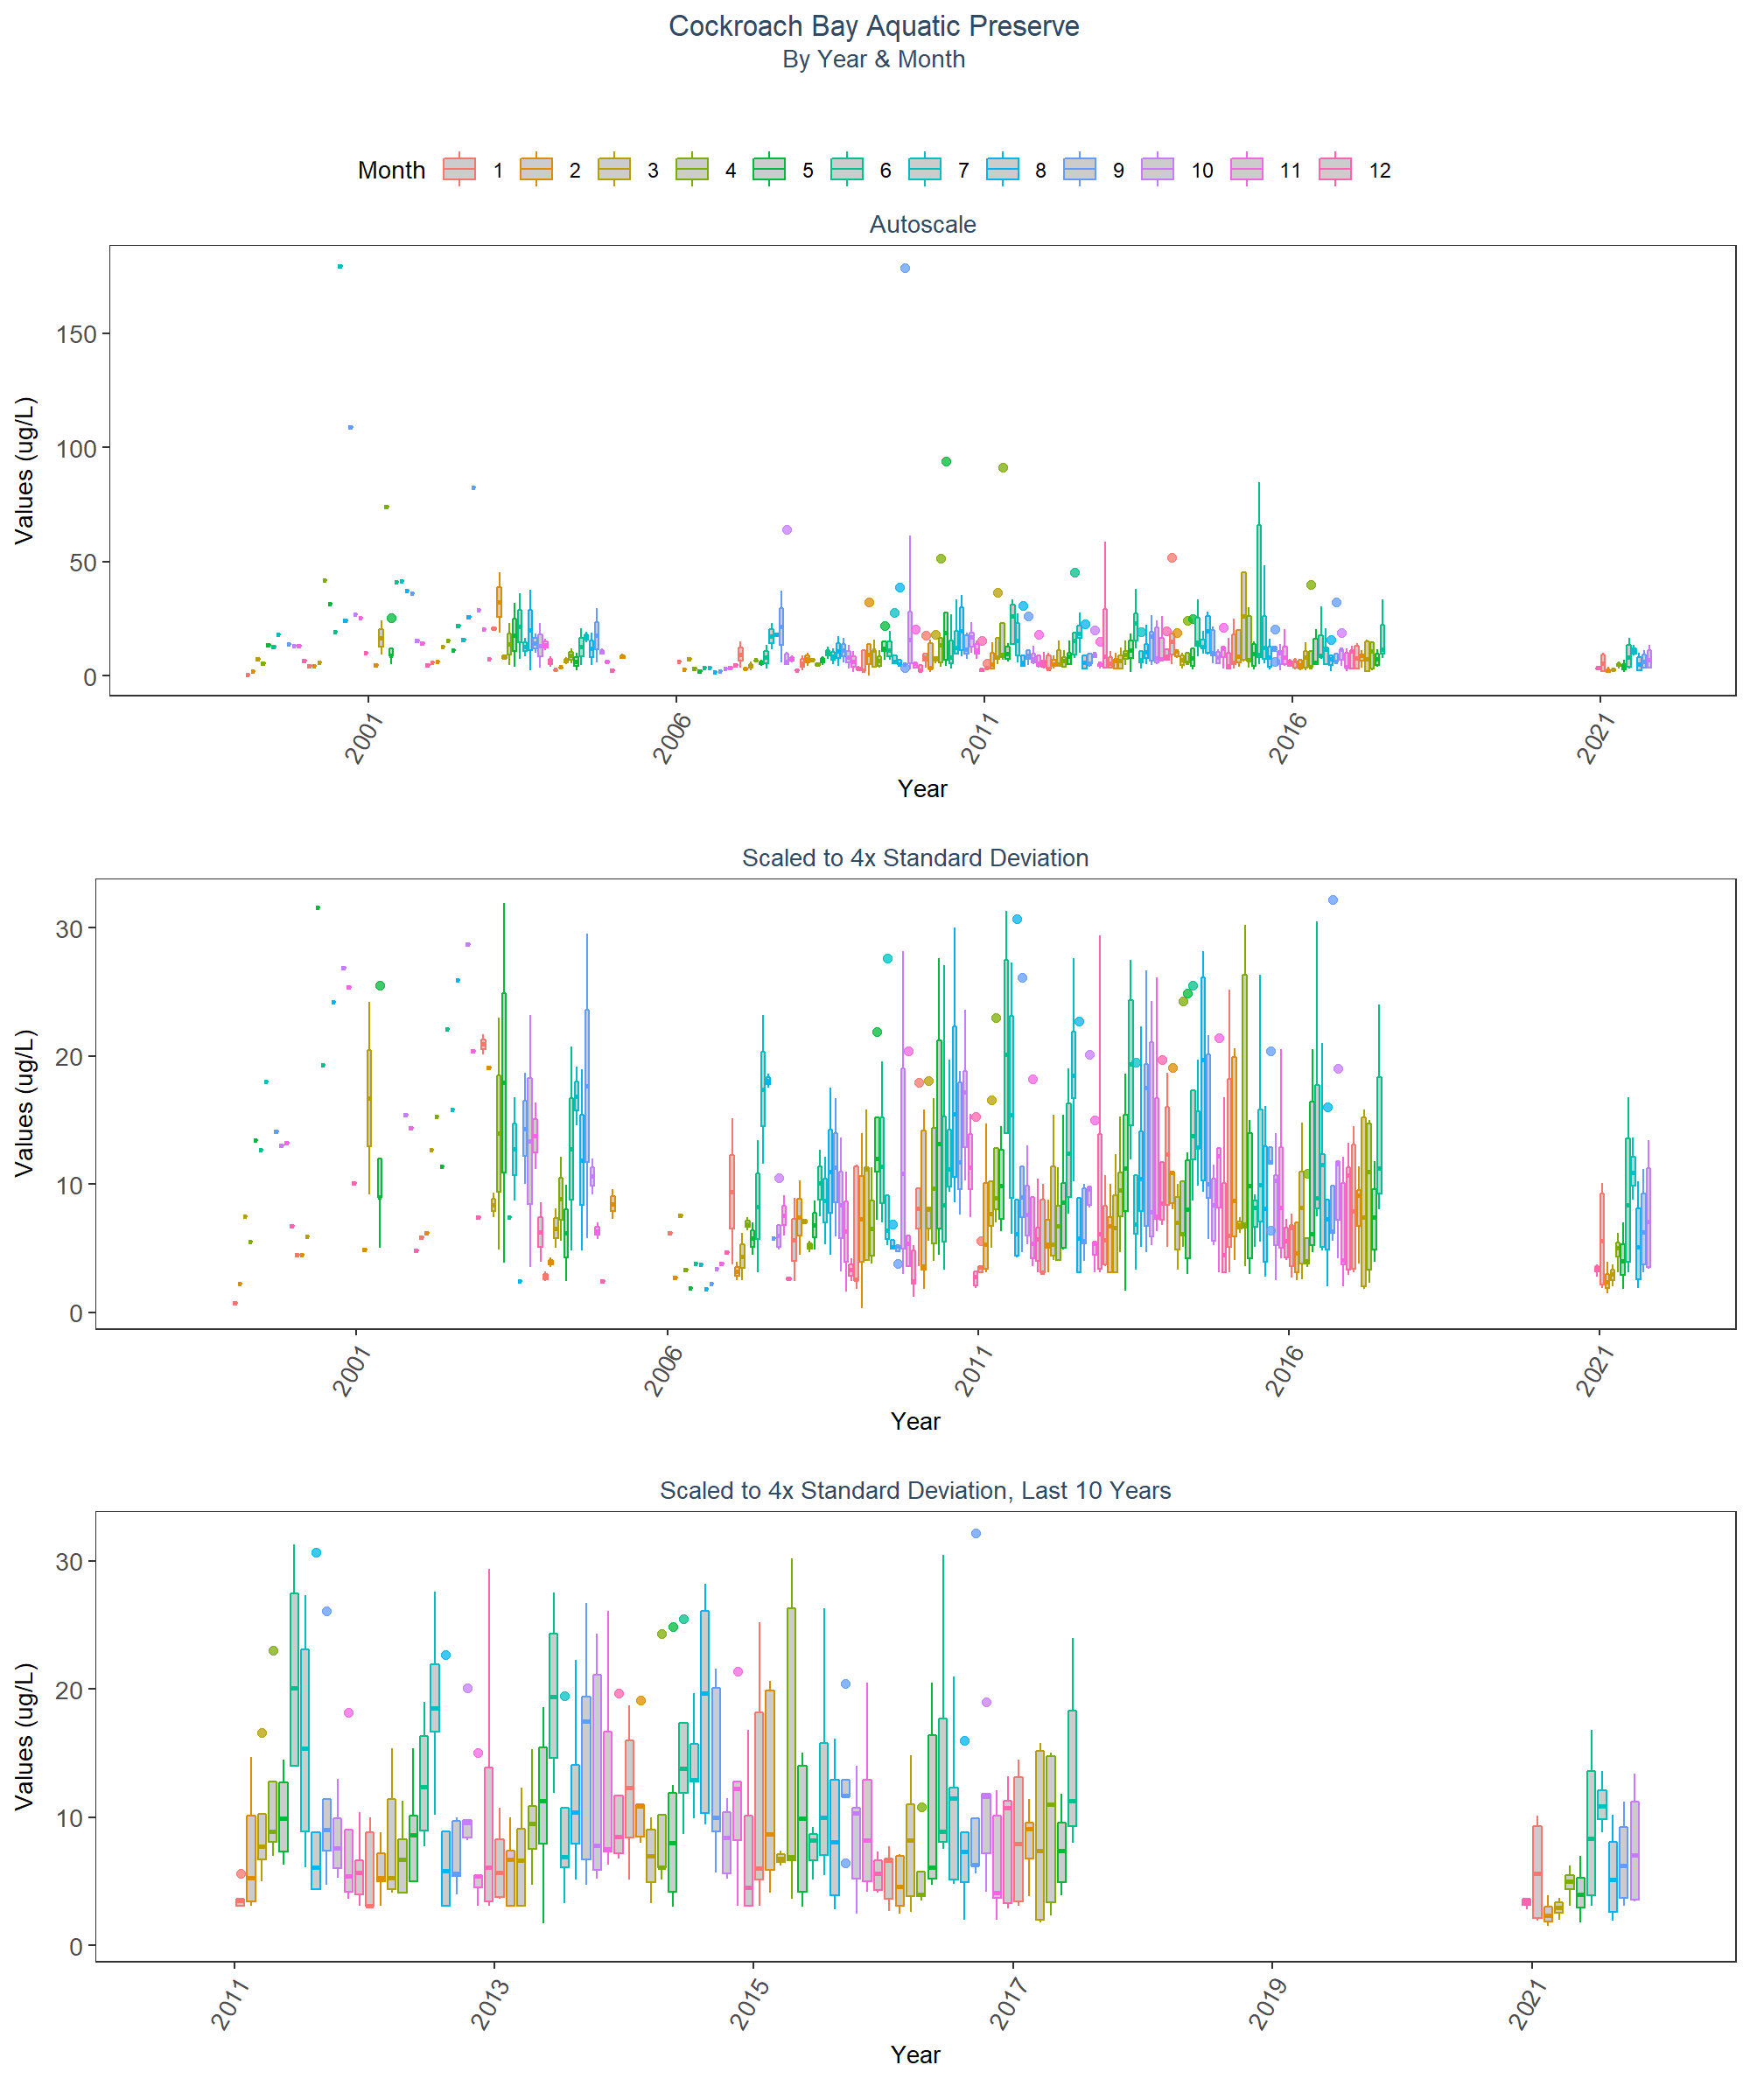 Cockroach Bay Aquatic Preserve
By Year & Month
Month 1 2 3 4 5 6 7 8 9 10 11 12
Autoscale
Values (ug/L)
150
100
50
0
2001 2006 2011 2016 2021
Year
Scaled to 4x Standard Deviation
Values (ug/L)
30
20
10
0
2001 2006 2011 2016 2021
Year
Scaled to 4x Standard Deviation, Last 10 Years
Values (ug/L)
30
20
10
0
2011 2013 2015 2017 2019 2021
Year